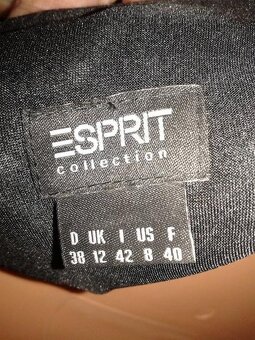 ESPRIT
collection
D UK I US F
38 12 42 8 40